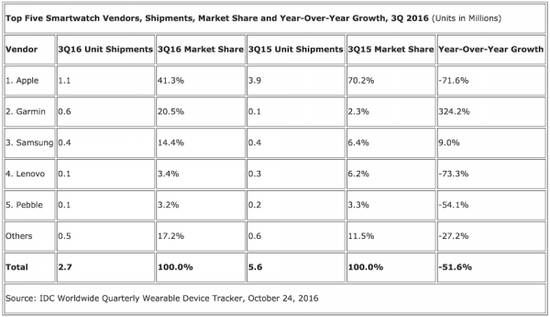 Top Five Smartwatch Vendors, Shipments, Market Share and Year-Over-Year Growth, 3Q 2016 (Units in Millions)
Vendor 3Q16 Unit Shipments 3Q16 Market Share 3Q15 Unit Shipments 3Q15 Market Share Year-Over-Year Growth
1. Apple 1.1 41.3% 3.9 70.2% -71.6%
2. Garmin 0.6 20.5% 0.1 2.3% 324.2%
3. Samsung 0.4 14.4% 0.4 6.4% 9.0%
4. Lenovo 0.1 3.4% 0.3 6.2% -73.3%
5. Pebble 0.1 3.2% 0.2 3.3% -54.1%
Others 0.5 17.2% 0.6 11.5% -27.2%
Total 2.7 100.0% 5.6 100.0% -51.6%
Source: IDC Worldwide Quarterly Wearable Device Tracker, October 24, 2016